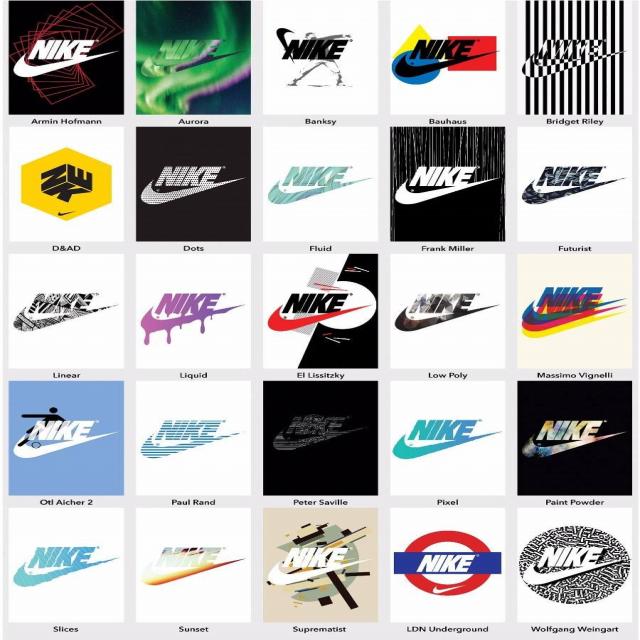 NIKE NIKE NIKE NIKE NIKE
Armin Hofmann Aurora Banksy Bauhaus Bridget Riley
NIKE NIKE NIKE NIKE NIKE
D&AD Dots Fluid Frank Miller Futurist
NIKE NIKE NIKE NIKE NIKE
Linear Liquid El Lissitzky Low Poly Massimo Vignelli
NIKE NIKE NIKE NIKE NIKE
Otl Aicher 2 Paul Rand Peter Saville Pixel Paint Powder
NIKE NIKE NIKE NIKE NIKE
Slices Sunset Suprematist LDN Underground Wolfgang Weingart